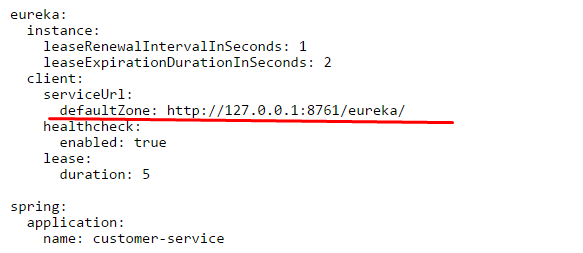 eureka:
  instance:
    leaseRenewalIntervalInSeconds: 1
    leaseExpirationDurationInSeconds: 2
  client:
    serviceUrl:
      defaultZone: http://127.0.0.1:8761/eureka/
    healthcheck:
      enabled: true
    lease:
      duration: 5

spring:
  application:
    name: customer-service